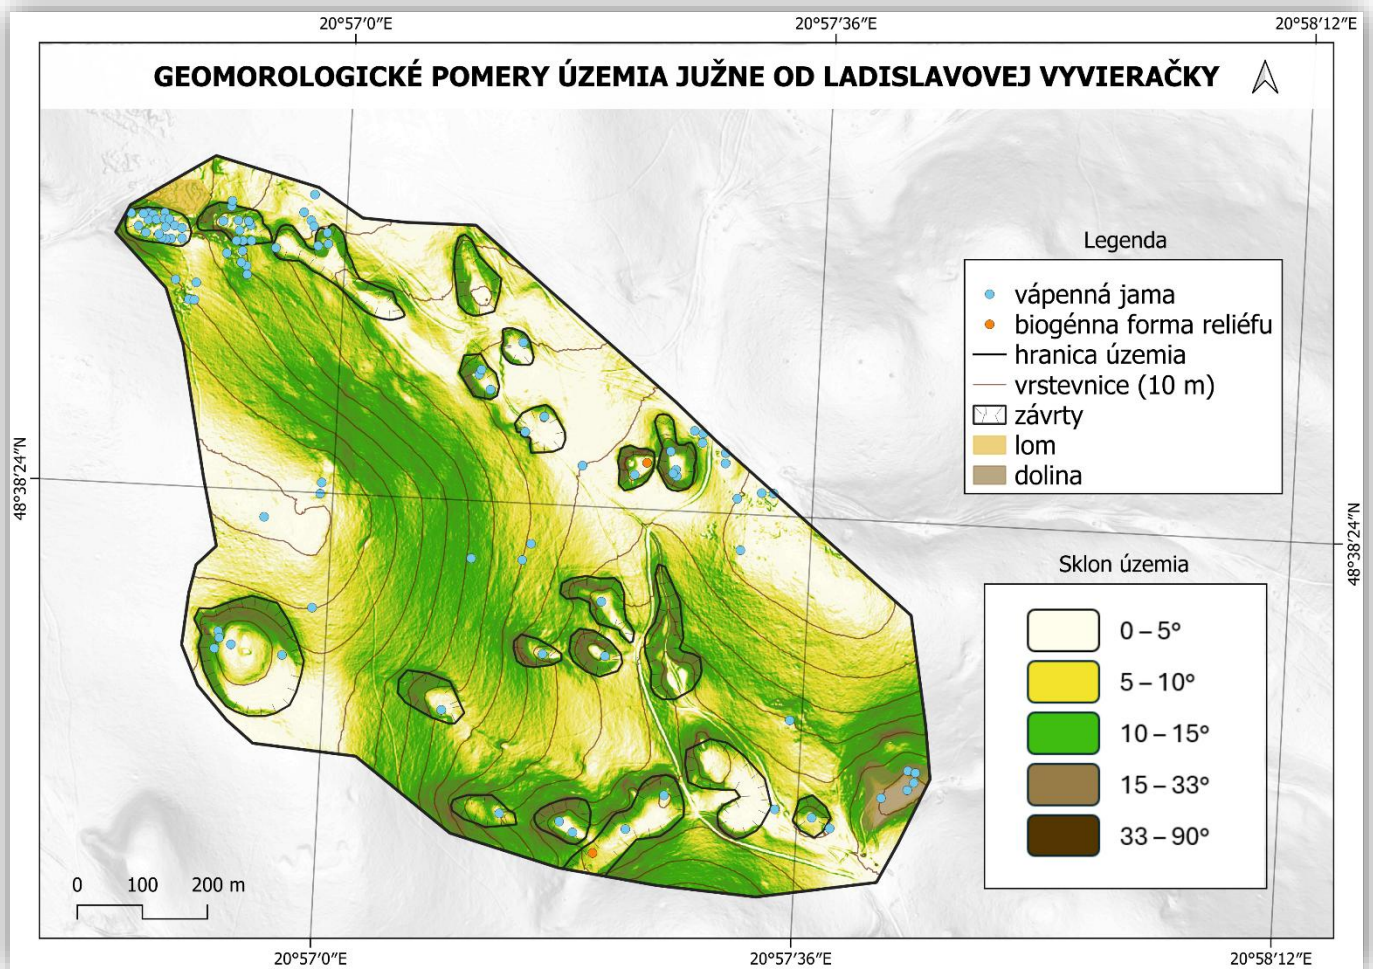 20°57′0″E
20°57′36″E
20°58′12″E
GEOMOROLOGICKÉ POMERY ÚZEMIA JUŽNE OD LADISLAVOVEJ VYVIERAČKY
Legenda
vápenná jama
biogénna forma reliéfu
hranica územia
vrstevnice (10 m)
závrty
lom
dolina
48°38′24″N
48°38′24″N
Sklon územia
0 – 5°
5 – 10°
10 – 15°
15 – 33°
33 – 90°
0 100 200 m
20°57′0″E
20°57′36″E
20°58′12″E